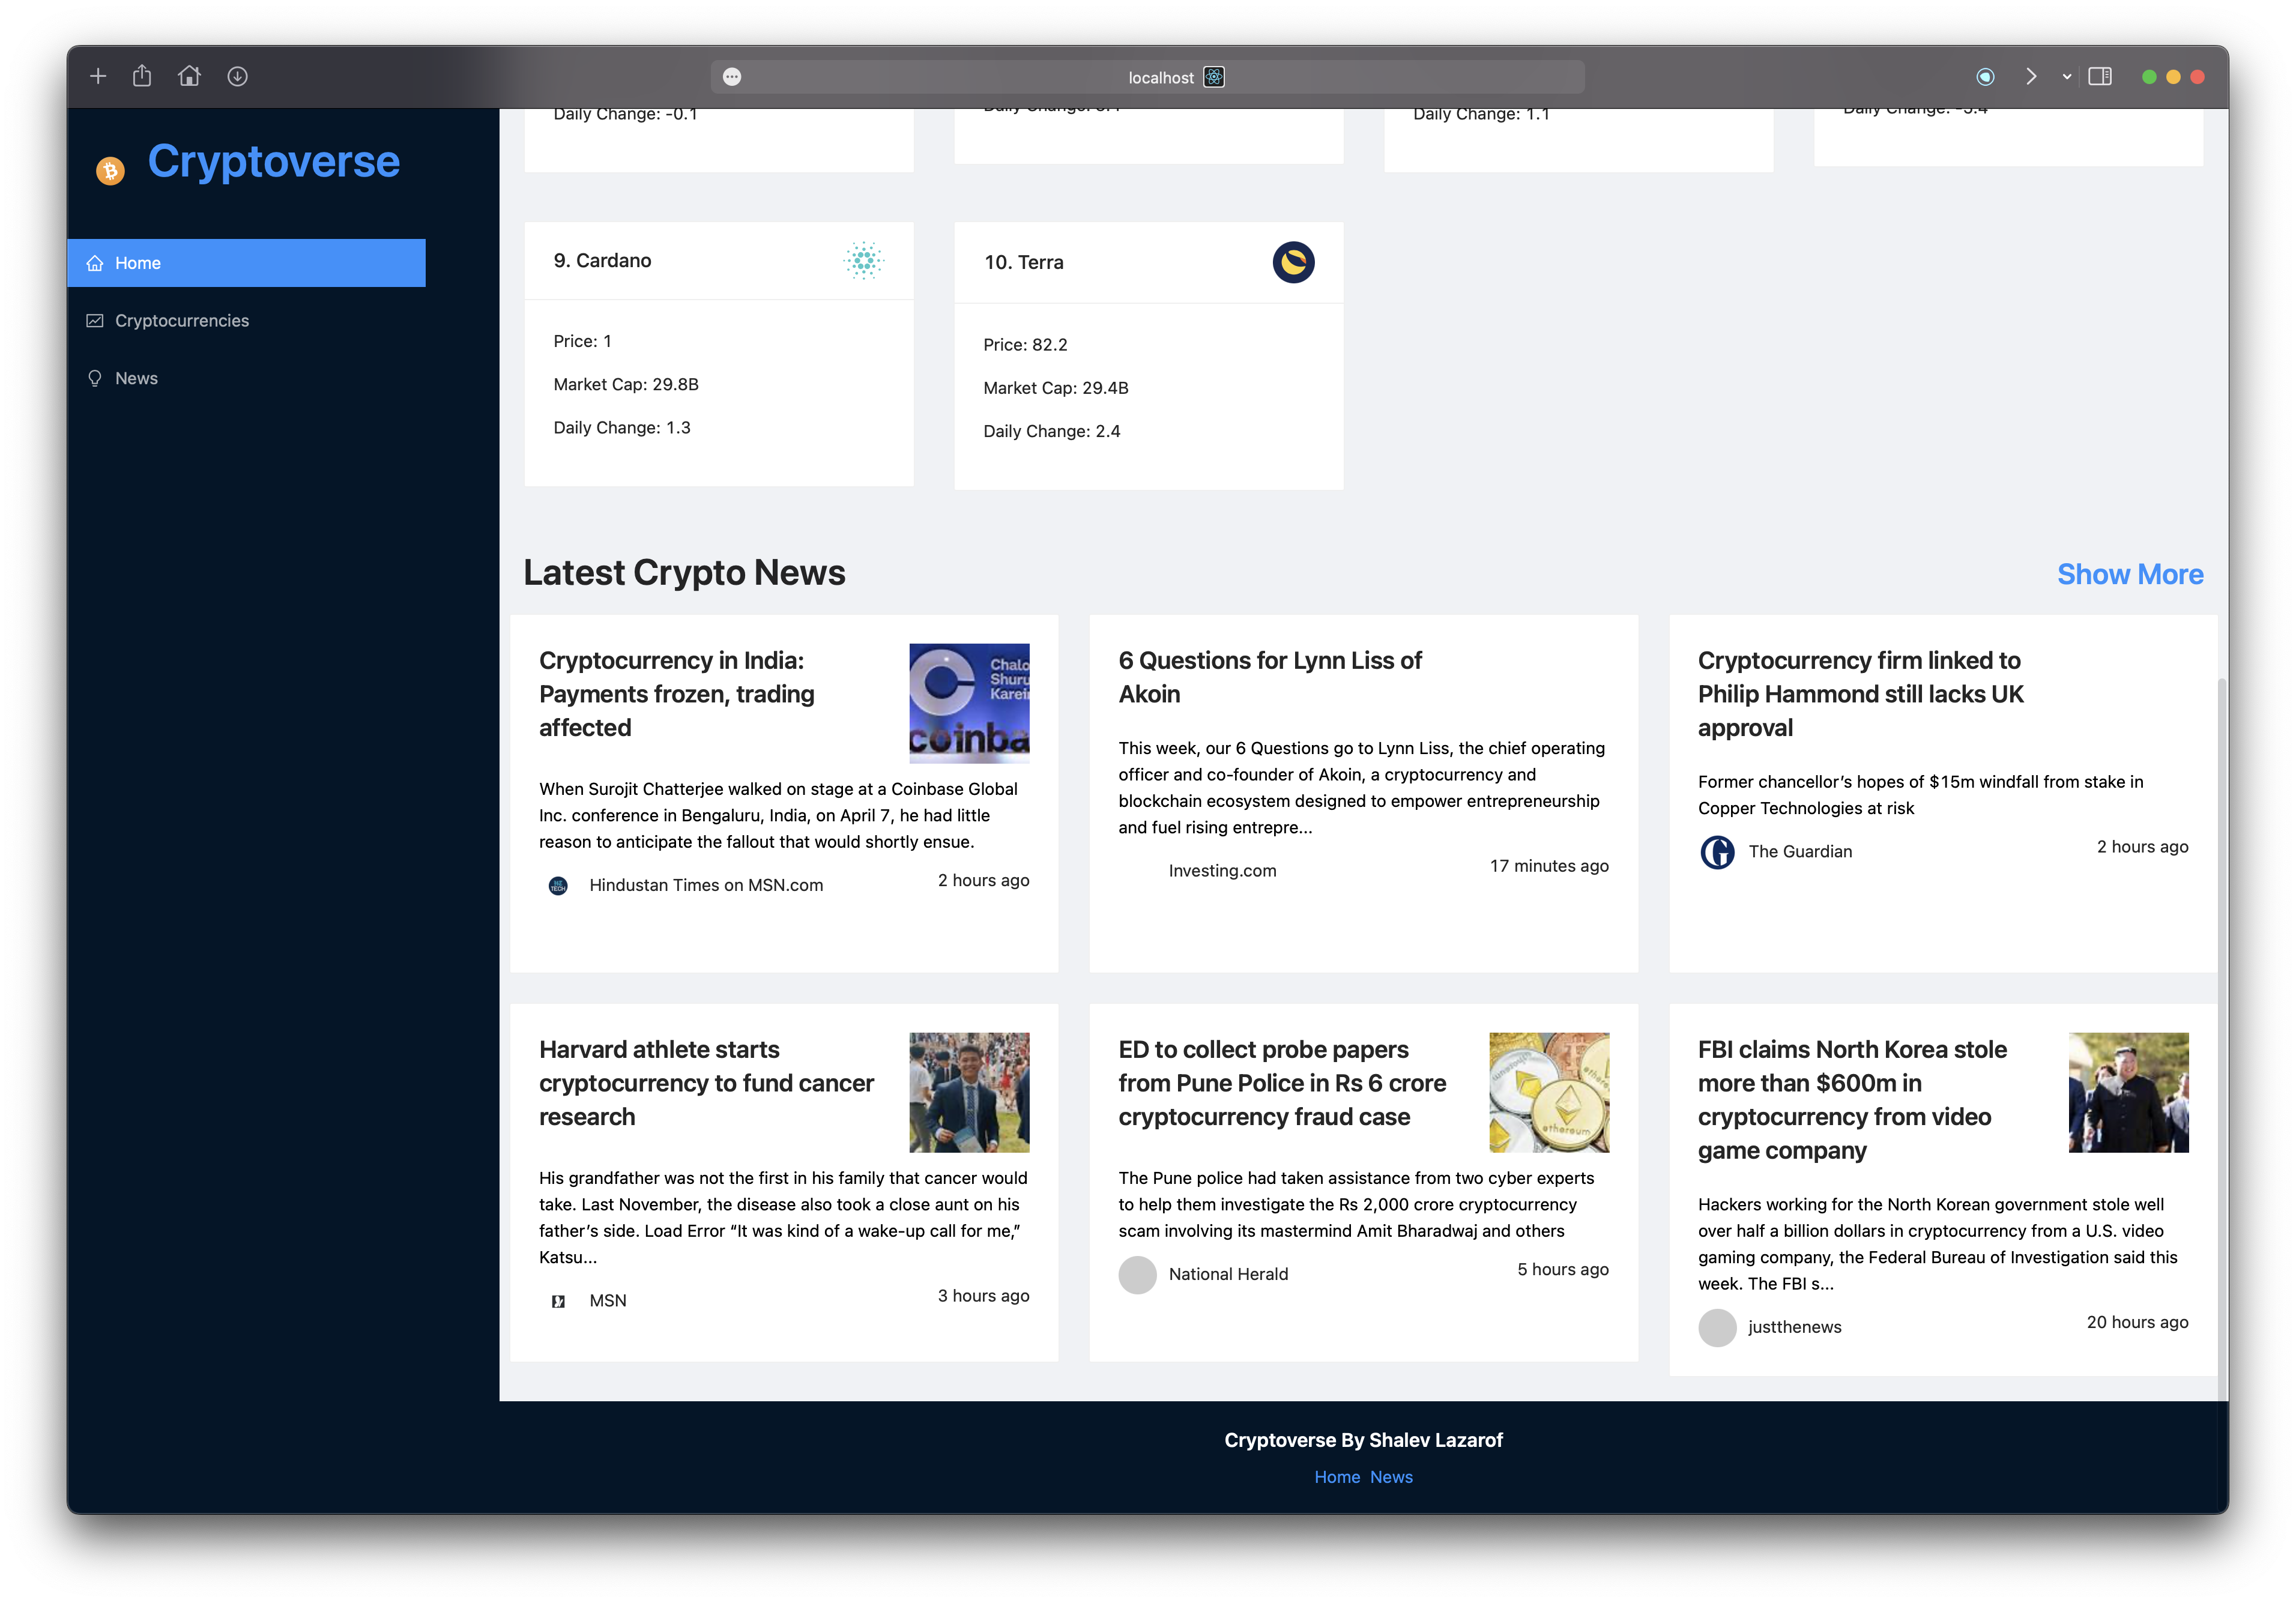 localhost
Cryptoverse
Home
Cryptocurrencies
News
Daily Change: -0.1
Daily Change: 1.1
Daily Change: -3.4
9. Cardano
Price: 1
Market Cap: 29.8B
Daily Change: 1.3
10. Terra
Price: 82.2
Market Cap: 29.4B
Daily Change: 2.4
Latest Crypto News
Show More
Cryptocurrency in India:
Payments frozen, trading
affected
Chalo
Shuru
Karein
coinba
When Surojit Chatterjee walked on stage at a Coinbase Global
Inc. conference in Bengaluru, India, on April 7, he had little
reason to anticipate the fallout that would shortly ensue.
Hindustan Times on MSN.com
2 hours ago
6 Questions for Lynn Liss of
Akoin
This week, our 6 Questions go to Lynn Liss, the chief operating
officer and co-founder of Akoin, a cryptocurrency and
blockchain ecosystem designed to empower entrepreneurship
and fuel rising entrepre...
Investing.com
17 minutes ago
Cryptocurrency firm linked to
Philip Hammond still lacks UK
approval
Former chancellor’s hopes of $15m windfall from stake in
Copper Technologies at risk
The Guardian
2 hours ago
Harvard athlete starts
cryptocurrency to fund cancer
research
His grandfather was not the first in his family that cancer would
take. Last November, the disease also took a close aunt on his
father’s side. Load Error “It was kind of a wake-up call for me,”
Katsu...
MSN
3 hours ago
ED to collect probe papers
from Pune Police in Rs 6 crore
cryptocurrency fraud case
ethereum
The Pune police had taken assistance from two cyber experts
to help them investigate the Rs 2,000 crore cryptocurrency
scam involving its mastermind Amit Bharadwaj and others
National Herald
5 hours ago
FBI claims North Korea stole
more than $600m in
cryptocurrency from video
game company
Hackers working for the North Korean government stole well
over half a billion dollars in cryptocurrency from a U.S. video
gaming company, the Federal Bureau of Investigation said this
week. The FBI s...
justthenews
20 hours ago
Cryptoverse By Shalev Lazarof
Home News